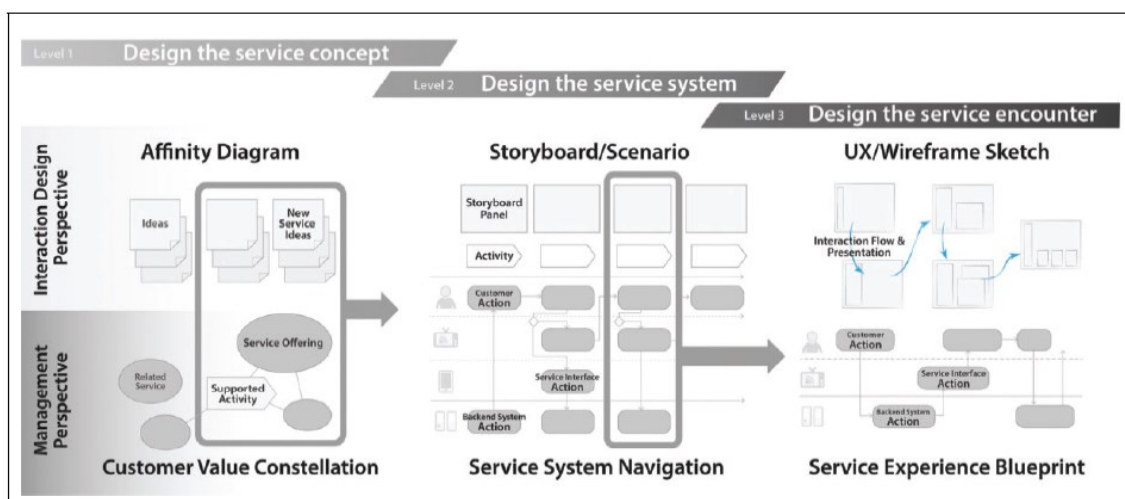 Level 1 Design the service concept
Level 2 Design the service system
Level 3 Design the service encounter
Interaction Design
Perspective
Management
Perspective
Affinity Diagram
Ideas
New
Service
Ideas
Service Offering
Related
Service
Supported
Activity
Customer Value Constellation
Storyboard/Scenario
Storyboard
Panel
Activity
Customer
Action
Service Interface
Action
Backend System
Action
Service System Navigation
UX/Wireframe Sketch
Interaction Flow &
Presentation
Customer
Action
Service Interface
Action
Backend System
Action
Service Experience Blueprint